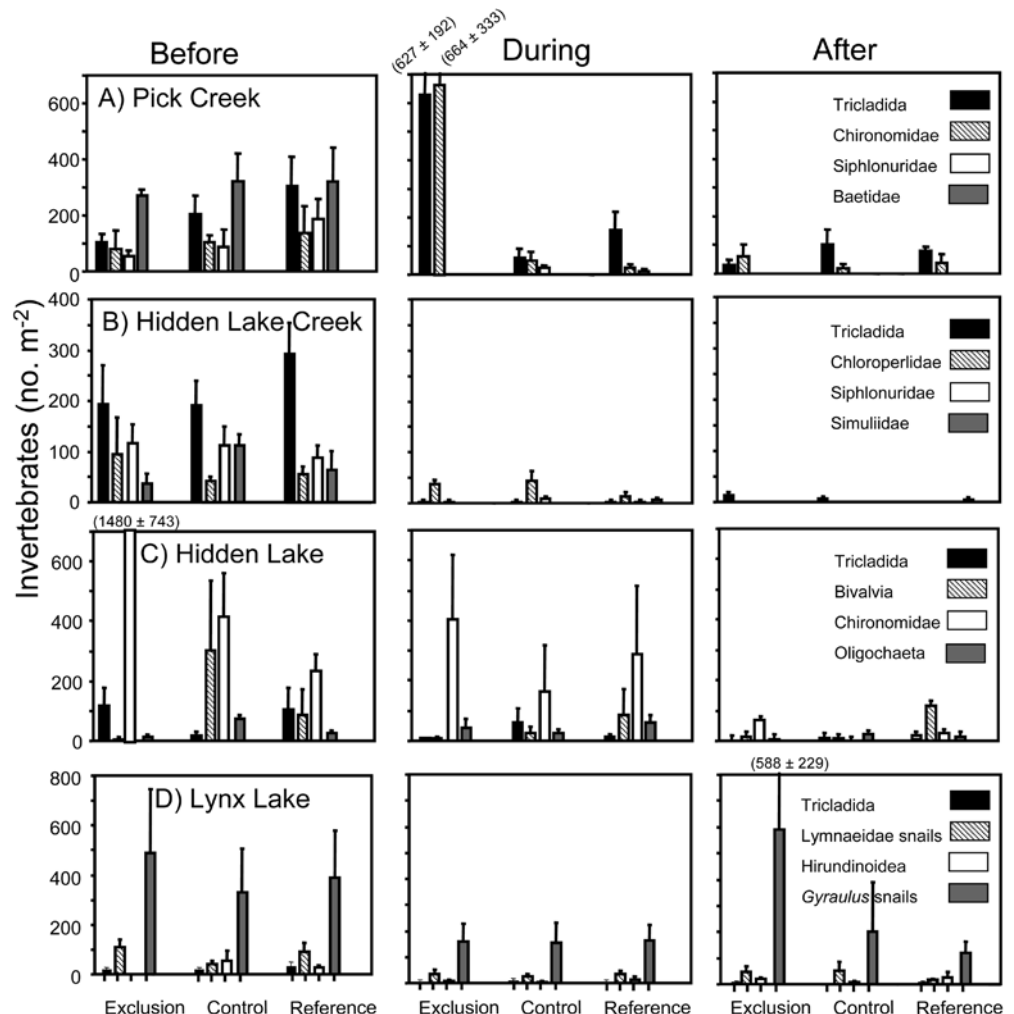 (627 ± 192)
(664 ± 333)
Before
During
After
Invertebrates (no. m-2)
A) Pick Creek
600
400
200
0
Tricladida
Chironomidae
Siphlonuridae
Baetidae
B) Hidden Lake Creek
400
300
200
100
0
Tricladida
Chloroperlidae
Siphlonuridae
Simuliidae
(1480 ± 743)
C) Hidden Lake
600
400
200
0
Tricladida
Bivalvia
Chironomidae
Oligochaeta
(588 ± 229)
D) Lynx Lake
800
600
400
200
0
Tricladida
Lymnaeidae snails
Hirundinoidea
Gyraulus snails
Exclusion Control Reference
Exclusion Control Reference
Exclusion Control Reference